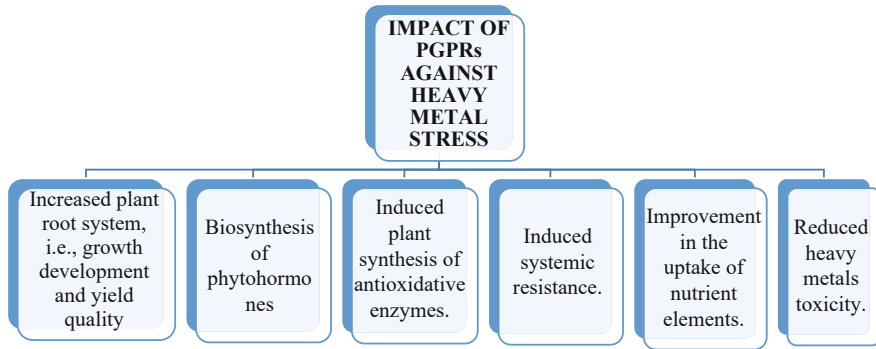 IMPACT OF
PGPRs
AGAINST
HEAVY
METAL
STRESS
Increased plant
root system,
i.e., growth
development
and yield
quality
Biosynthesis
of
phytohormo
nes
Induced
plant
synthesis of
antioxidative
enzymes.
Induced
systemic
resistance.
Improvement
in the
uptake of
nutrient
elements.
Reduced
heavy
metals
toxicity.